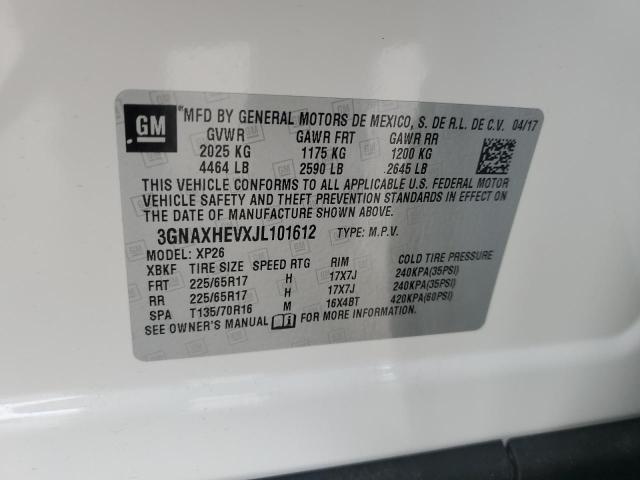 GM
MFD BY GENERAL MOTORS DE MEXICO, S. DE R.L. DE C.V. 04/17
GVWR GAWR FRT GAWR RR
2025 KG 1175 KG 1200 KG
4464 LB 2590 LB 2645 LB
THIS VEHICLE CONFORMS TO ALL APPLICABLE U.S. FEDERAL MOTOR
VEHICLE SAFETY AND THEFT PREVENTION STANDARDS IN EFFECT ON
THE DATE OF MANUFACTURE SHOWN ABOVE.
3GNAXHEVXJL101612 TYPE: M.P.V.
MODEL: XP26
XBKF TIRE SIZE SPEED RTG RIM COLD TIRE PRESSURE
FRT 225/65R17 H 17X7J 240KPA(35PSI)
RR 225/65R17 H 17X7J 240KPA(35PSI)
SPA T135/70R16 M 16X4BT 420KPA(60PSI)
SEE OWNER'S MANUAL FOR MORE INFORMATION.